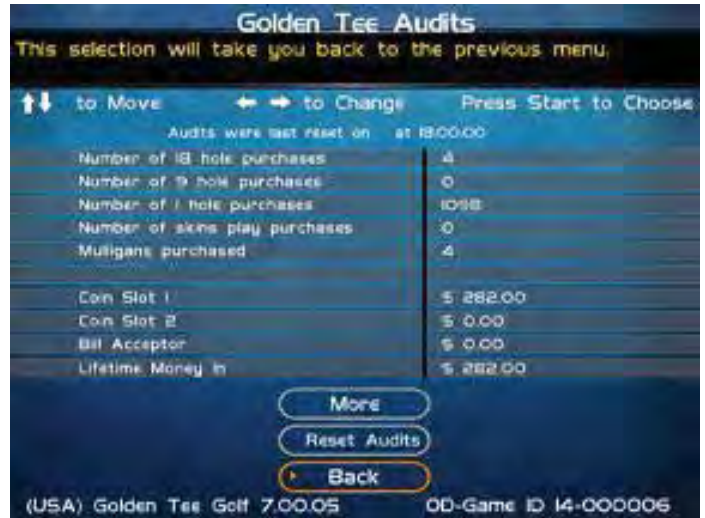 Golden Tee Audits
This selection will take you back to the previous menu.
to Move to Change Press Start to Choose
Audits were last reset on at 18:00:00
Number of 18 hole purchases 4
Number of 9 hole purchases 0
Number of 1 hole purchases 1098
Number of skins play purchases 0
Mulligans purchased 4
Coin Slot 1 $ 282.00
Coin Slot 2 $ 0.00
Bill Acceptor $ 0.00
Lifetime Money In $ 282.00
More
Reset Audits
Back
(USA) Golden Tee Golf 7.00.05 OD-Game ID 14-000006